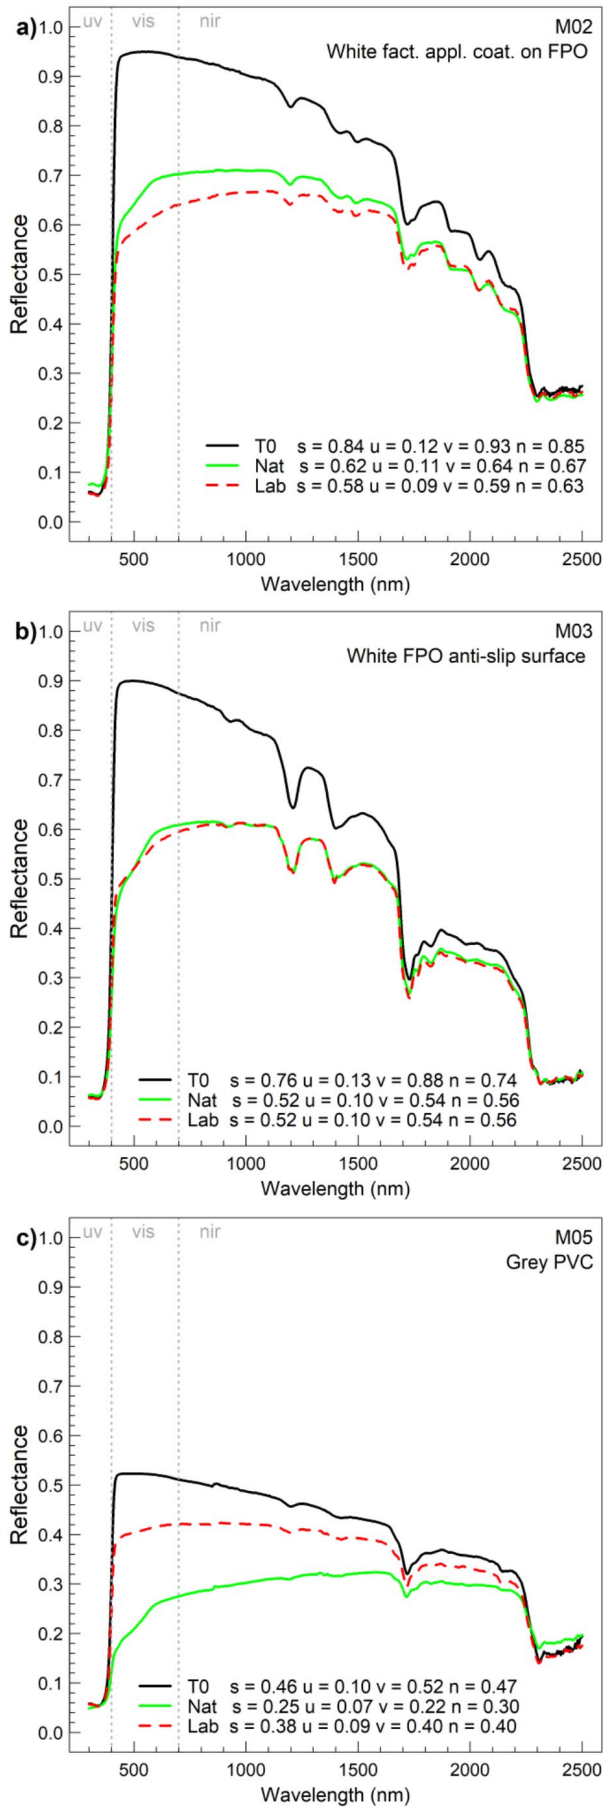 a)
uv vis nir
M02
White fact. appl. coat. on FPO
1.0
0.9
0.8
0.7
0.6
0.5
0.4
0.3
0.2
0.1
0.0
Reflectance
T0 s = 0.84 u = 0.12 v = 0.93 n = 0.85
Nat s = 0.62 u = 0.11 v = 0.64 n = 0.67
Lab s = 0.58 u = 0.09 v = 0.59 n = 0.63
500 1000 1500 2000 2500
Wavelength (nm)
b)
uv vis nir
M03
White FPO anti-slip surface
1.0
0.9
0.8
0.7
0.6
0.5
0.4
0.3
0.2
0.1
0.0
Reflectance
T0 s = 0.76 u = 0.13 v = 0.88 n = 0.74
Nat s = 0.52 u = 0.10 v = 0.54 n = 0.56
Lab s = 0.52 u = 0.10 v = 0.54 n = 0.56
500 1000 1500 2000 2500
Wavelength (nm)
c)
uv vis nir
M05
Grey PVC
1.0
0.9
0.8
0.7
0.6
0.5
0.4
0.3
0.2
0.1
0.0
Reflectance
T0 s = 0.46 u = 0.10 v = 0.52 n = 0.47
Nat s = 0.25 u = 0.07 v = 0.22 n = 0.30
Lab s = 0.38 u = 0.09 v = 0.40 n = 0.40
500 1000 1500 2000 2500
Wavelength (nm)